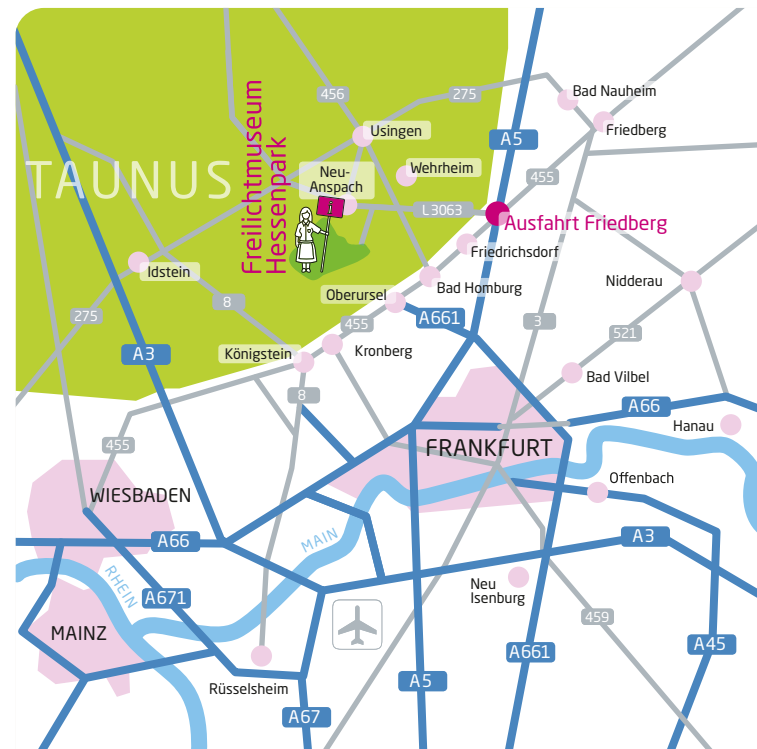 456
275
Bad Nauheim
Friedberg
Usingen
A5
Freilichtmuseum
Hessenpark
Wehrheim
455
TAUNUS
Neu-
Anspach
L3063
Ausfahrt Friedberg
Friedrichsdorf
Idstein
Bad Homburg
Nidderau
Oberursel
8
275
455
A661
3
521
A3
Königstein
Kronberg
Bad Vilbel
8
A66
Hanau
455
FRANKFURT
Offenbach
WIESBADEN
A66
MAIN
A3
RHEIN
A671
Neu
Isenburg
459
MAINZ
A661
A45
Rüsselsheim
A5
A67